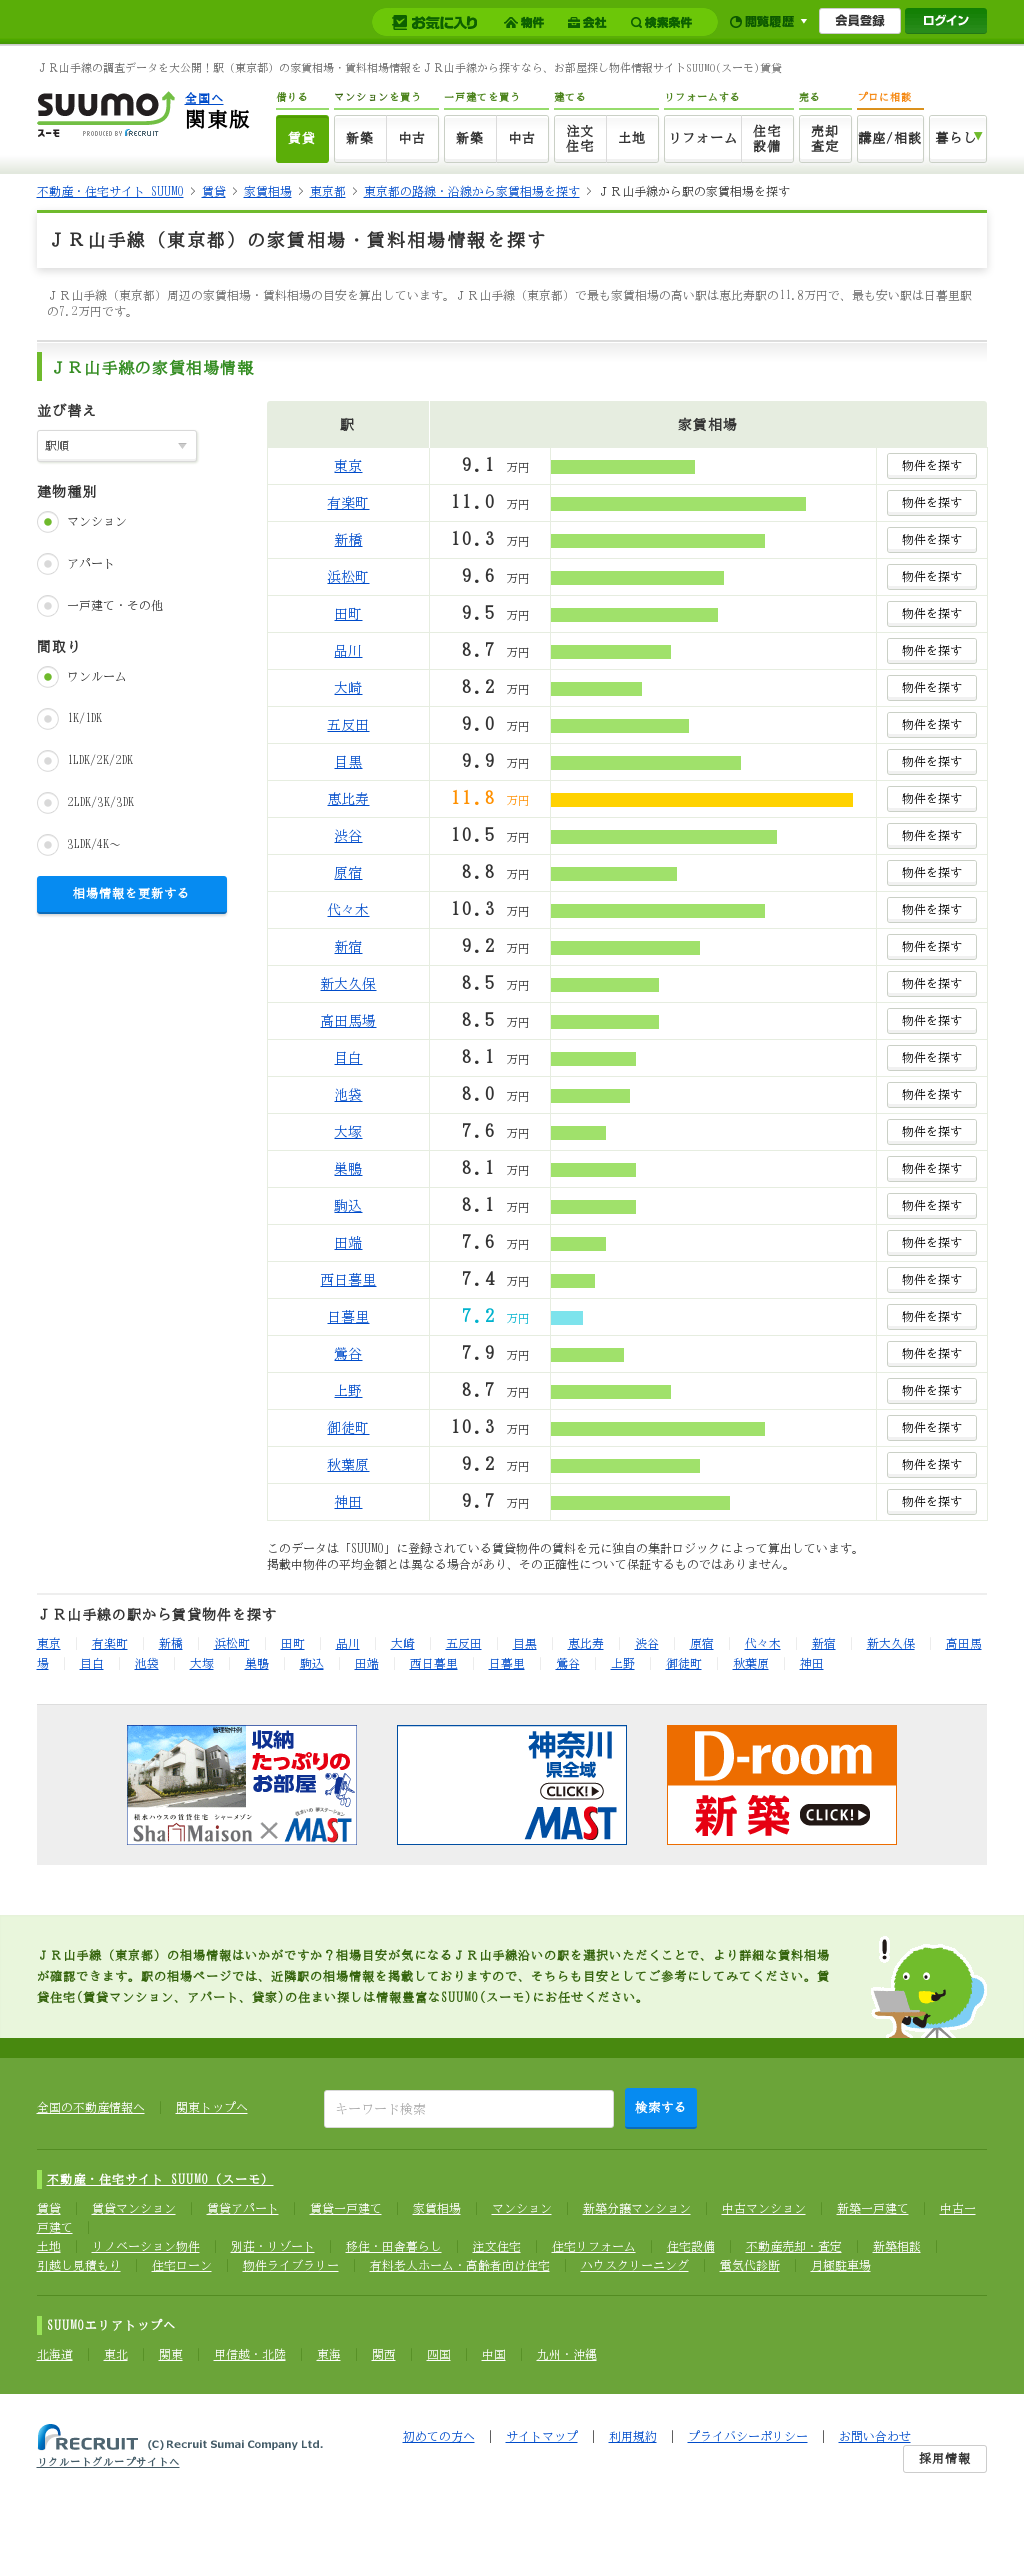 お気に入り 物件 会社 検索条件 閲覧履歴 会員登録 ログイン
ＪＲ山手線の調査データを大公開！駅（東京都）の家賃相場・賃料相場情報をＪＲ山手線から探すなら、お部屋探し物件情報サイトSUUMO(スーモ)賃貸
SUUMO
スーモ PRODUCED BY RECRUIT
全国へ
関東版
借りる マンションを買う 一戸建てを買う 建てる リフォームする 売る プロに相談
賃貸 新築 中古 新築 中古 注文住宅 土地 リフォーム 住宅設備 売却査定 講座/相談 暮らし
不動産・住宅サイト SUUMO > 賃貸 > 家賃相場 > 東京都 > 東京都の路線・沿線から家賃相場を探す > ＪＲ山手線から駅の家賃相場を探す
ＪＲ山手線（東京都）の家賃相場・賃料相場情報を探す
ＪＲ山手線（東京都）周辺の家賃相場・賃料相場の目安を算出しています。ＪＲ山手線（東京都）で最も家賃相場の高い駅は恵比寿駅の11.8万円で、最も安い駅は日暮里駅
の7.2万円です。
ＪＲ山手線の家賃相場情報
並び替え
駅順
建物種別
マンション
アパート
一戸建て・その他
間取り
ワンルーム
1K/1DK
1LDK/2K/2DK
2LDK/3K/3DK
3LDK/4K～
相場情報を更新する
駅 家賃相場
東京 9.1 万円 物件を探す
有楽町 11.0 万円 物件を探す
新橋 10.3 万円 物件を探す
浜松町 9.6 万円 物件を探す
田町 9.5 万円 物件を探す
品川 8.7 万円 物件を探す
大崎 8.2 万円 物件を探す
五反田 9.0 万円 物件を探す
目黒 9.9 万円 物件を探す
恵比寿 11.8 万円 物件を探す
渋谷 10.5 万円 物件を探す
原宿 8.8 万円 物件を探す
代々木 10.3 万円 物件を探す
新宿 9.2 万円 物件を探す
新大久保 8.5 万円 物件を探す
高田馬場 8.5 万円 物件を探す
目白 8.1 万円 物件を探す
池袋 8.0 万円 物件を探す
大塚 7.6 万円 物件を探す
巣鴨 8.1 万円 物件を探す
駒込 8.1 万円 物件を探す
田端 7.6 万円 物件を探す
西日暮里 7.4 万円 物件を探す
日暮里 7.2 万円 物件を探す
鶯谷 7.9 万円 物件を探す
上野 8.7 万円 物件を探す
御徒町 10.3 万円 物件を探す
秋葉原 9.2 万円 物件を探す
神田 9.7 万円 物件を探す
このデータは「SUUMO」に登録されている賃貸物件の賃料を元に独自の集計ロジックによって算出しています。
掲載中物件の平均金額とは異なる場合があり、その正確性について保証するものではありません。
ＪＲ山手線の駅から賃貸物件を探す
東京 有楽町 新橋 浜松町 田町 品川 大崎 五反田 目黒 恵比寿 渋谷 原宿 代々木 新宿 新大久保 高田馬
場 目白 池袋 大塚 巣鴨 駒込 田端 西日暮里 日暮里 鶯谷 上野 御徒町 秋葉原 神田
管理物件例
収納
たっぷりの
お部屋
積水ハウスの賃貸住宅 シャーメゾン
ShaMaison × 住まいの夢ステーション MAST
神奈川
県全域
CLICK!
MAST
D-room
新築 CLICK!
ＪＲ山手線（東京都）の相場情報はいかがですか？相場目安が気になるＪＲ山手線沿いの駅を選択いただくことで、より詳細な賃料相場
が確認できます。駅の相場ページでは、近隣駅の相場情報を掲載しておりますので、そちらも目安としてご参考にしてみてください。賃
貸住宅(賃貸マンション、アパート、貸家)の住まい探しは情報豊富なSUUMO(スーモ)にお任せください。
全国の不動産情報へ 関東トップへ キーワード検索 検索する
不動産・住宅サイト SUUMO（スーモ）
賃貸 賃貸マンション 賃貸アパート 賃貸一戸建て 家賃相場 マンション 新築分譲マンション 中古マンション 新築一戸建て 中古一
戸建て
土地 リノベーション物件 別荘・リゾート 移住・田舎暮らし 注文住宅 住宅リフォーム 住宅設備 不動産売却・査定 新築相談
引越し見積もり 住宅ローン 物件ライブラリー 有料老人ホーム・高齢者向け住宅 ハウスクリーニング 電気代診断 月極駐車場
SUUMOエリアトップへ
北海道 東北 関東 甲信越・北陸 東海 関西 四国 中国 九州・沖縄
RECRUIT (C)Recruit Sumai Company Ltd.
リクルートグループサイトへ
初めての方へ サイトマップ 利用規約 プライバシーポリシー お問い合わせ
採用情報